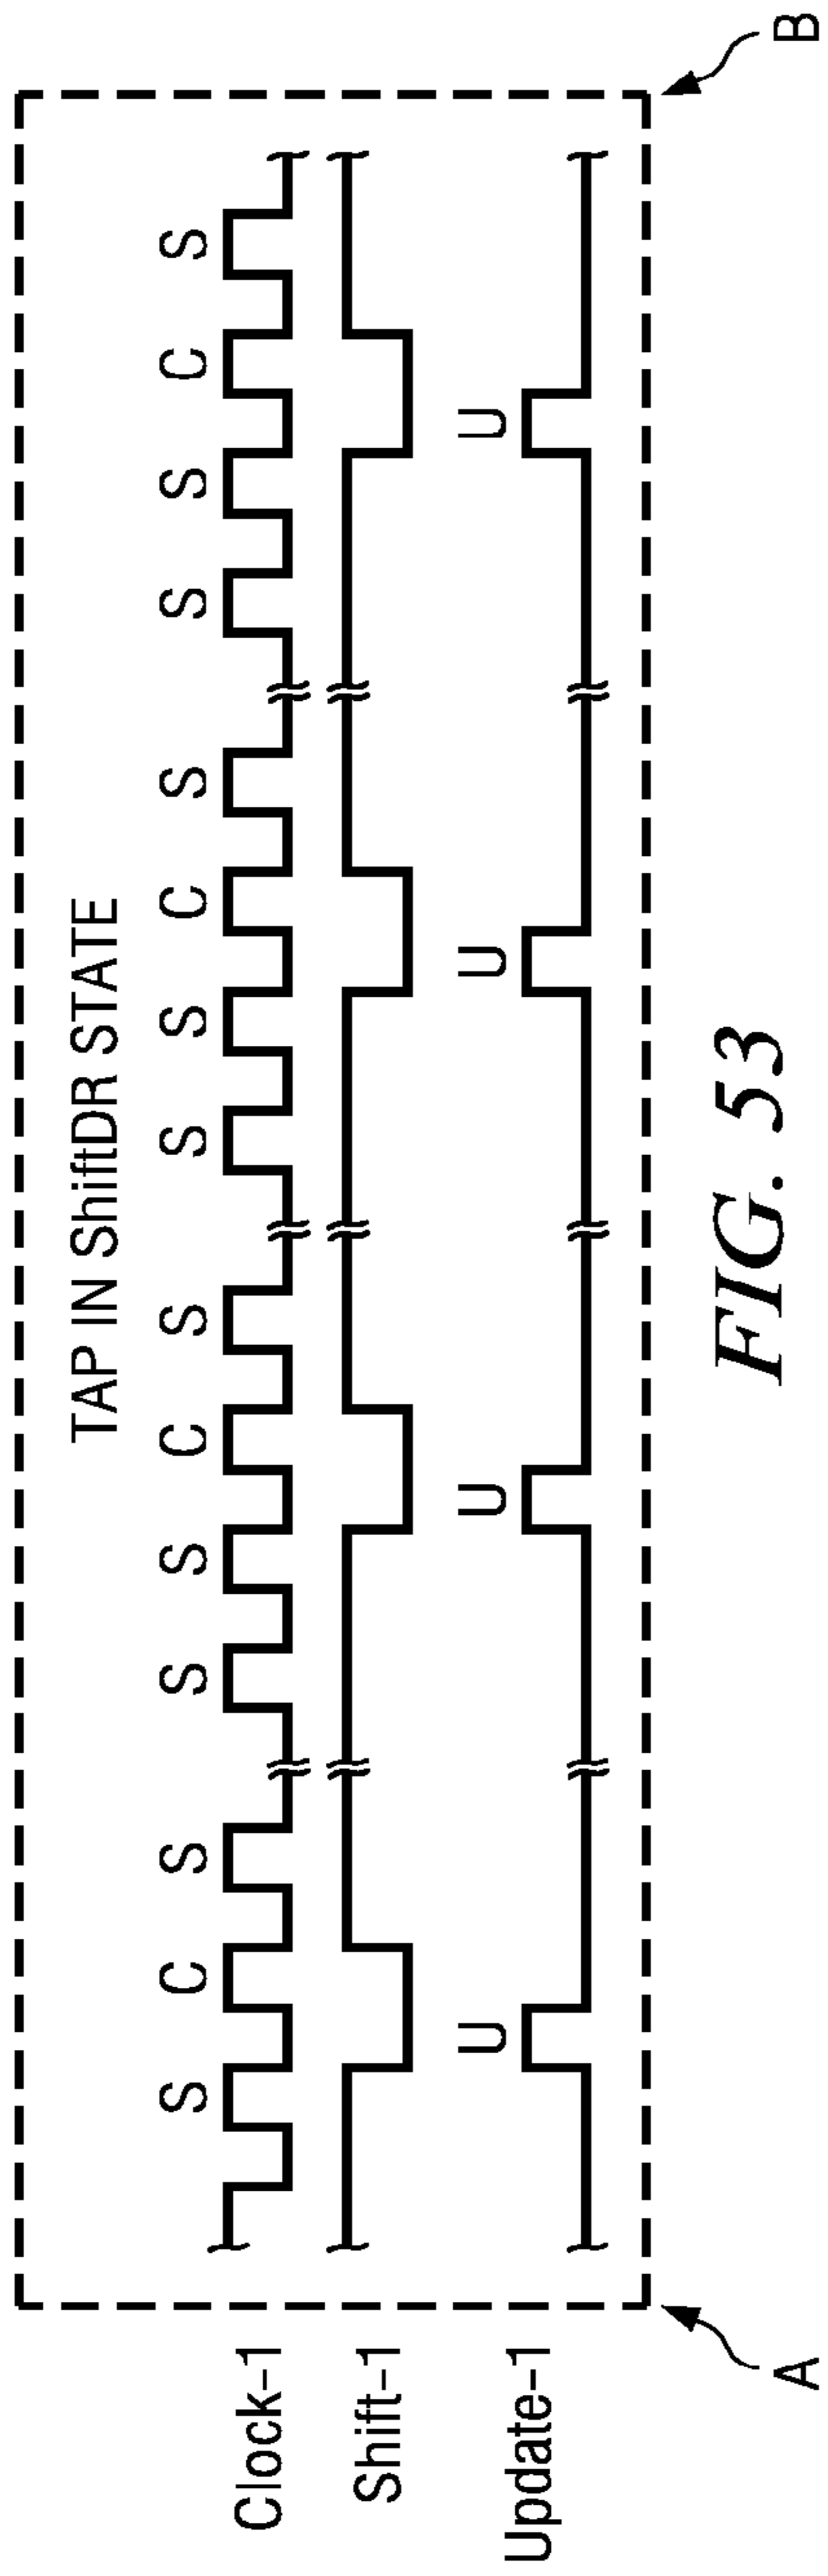 TAP IN ShiftDR STATE
S C S S S C S S S C S S S C S
Clock-1
Shift-1
U U U U
Update-1
A B
FIG. 53